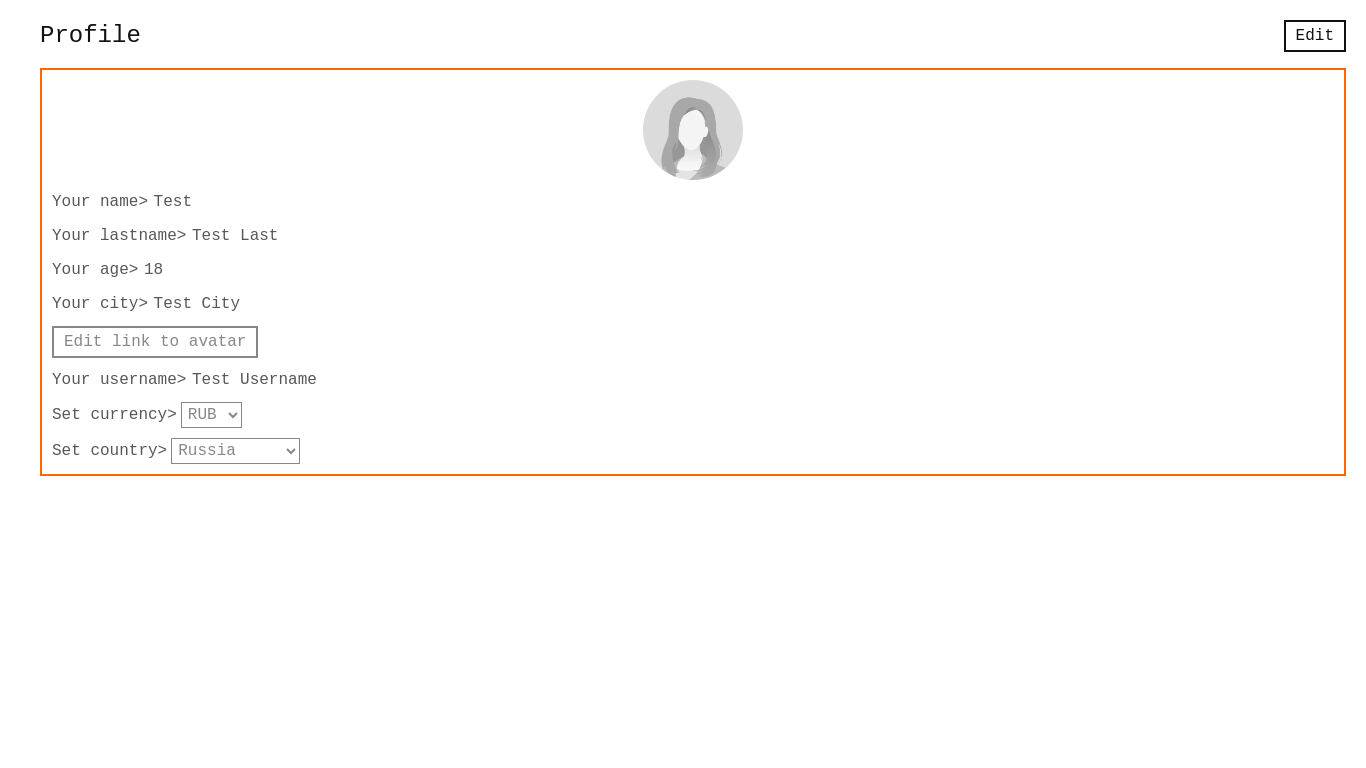 Profile
Edit
Your name> Test
Your lastname> Test Last
Your age> 18
Your city> Test City
Edit link to avatar
Your username> Test Username
Set currency> RUB
Set country> Russia